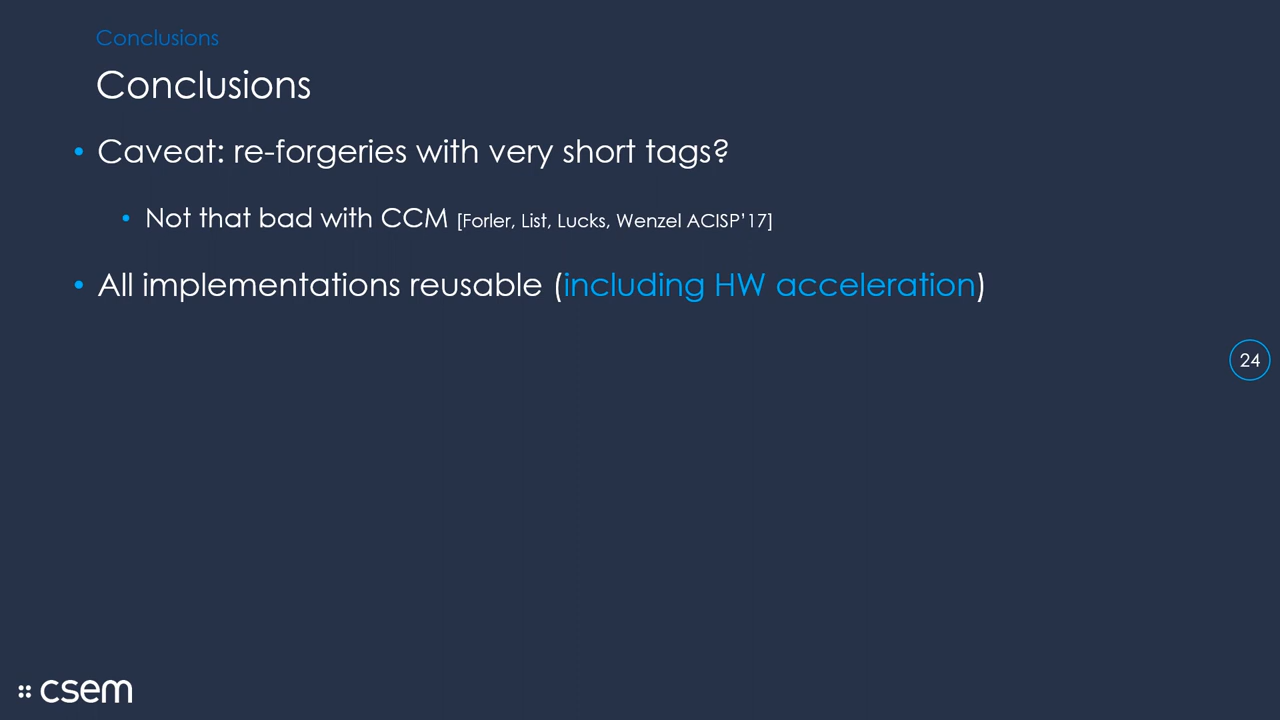 Conclusions
Conclusions
• Caveat: re-forgeries with very short tags?
• Not that bad with CCM [Forler, List, Lucks, Wenzel ACISP’17]
• All implementations reusable (including HW acceleration)
24
csem